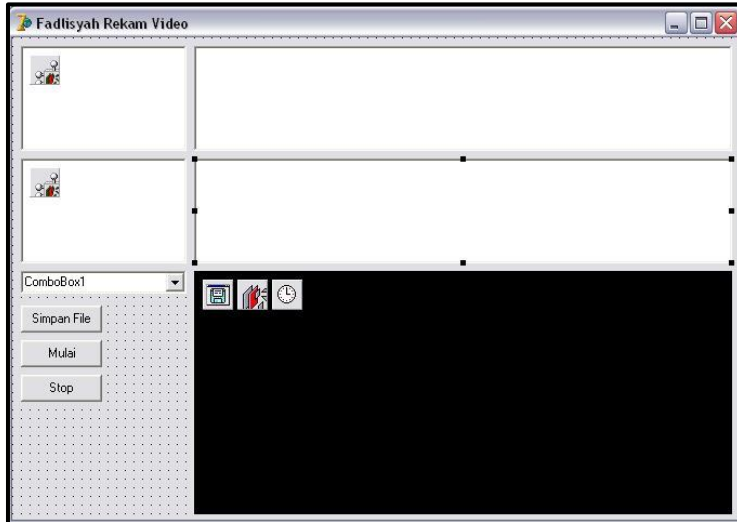 Fadlisyah Rekam Video
ComboBox1
Simpan File
Mulai
Stop